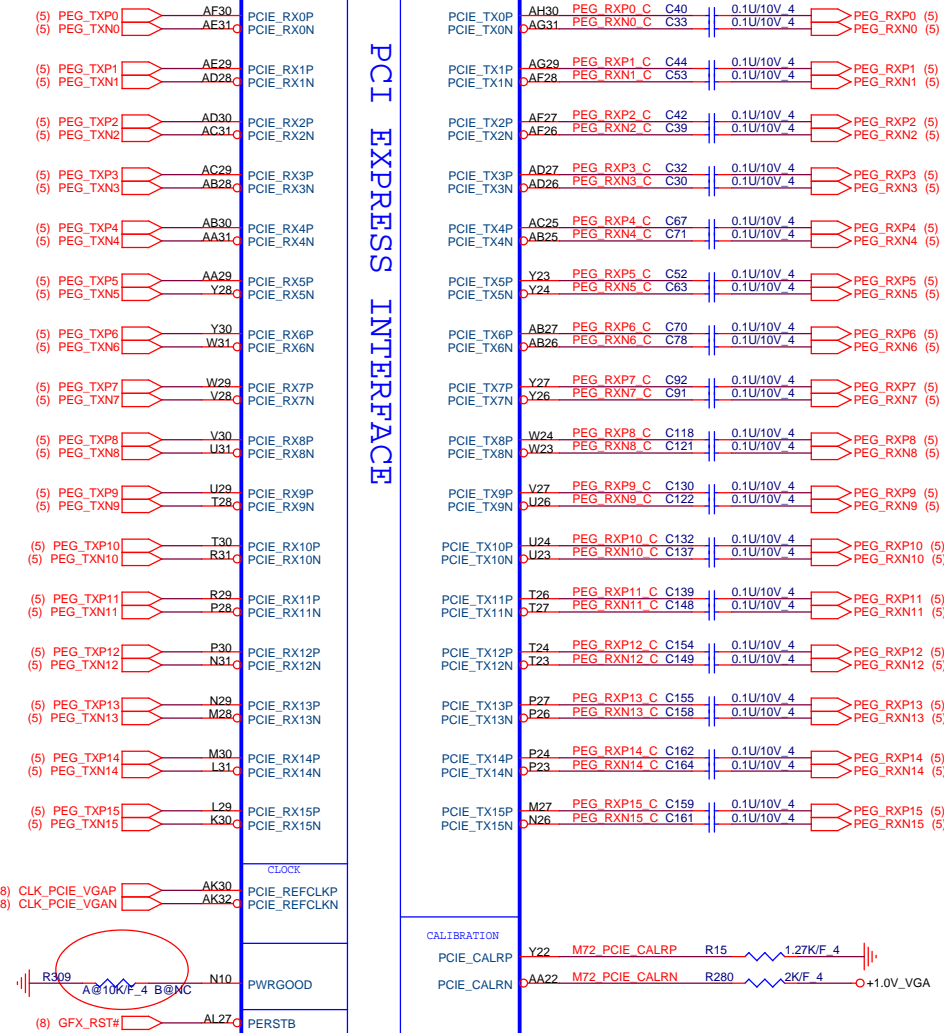 (5) PEG_TXP0 AF30 PCIE_RX0P PCIE_TX0P AH30 PEG_RXP0_C C40 0.1U/10V_4 PEG_RXP0 (5)
(5) PEG_TXN0 AE31 PCIE_RX0N PCIE_TX0N AG31 PEG_RXN0_C C33 0.1U/10V_4 PEG_RXN0 (5)
(5) PEG_TXP1 AE29 PCIE_RX1P PCIE_TX1P AG29 PEG_RXP1_C C44 0.1U/10V_4 PEG_RXP1 (5)
(5) PEG_TXN1 AD28 PCIE_RX1N PCIE_TX1N AF28 PEG_RXN1_C C53 0.1U/10V_4 PEG_RXN1 (5)
(5) PEG_TXP2 AD30 PCIE_RX2P PCIE_TX2P AF27 PEG_RXP2_C C42 0.1U/10V_4 PEG_RXP2 (5)
(5) PEG_TXN2 AC31 PCIE_RX2N PCIE_TX2N AF26 PEG_RXN2_C C39 0.1U/10V_4 PEG_RXN2 (5)
(5) PEG_TXP3 AC29 PCIE_RX3P PCIE_TX3P AD27 PEG_RXP3_C C32 0.1U/10V_4 PEG_RXP3 (5)
(5) PEG_TXN3 AB28 PCIE_RX3N PCIE_TX3N AD26 PEG_RXN3_C C30 0.1U/10V_4 PEG_RXN3 (5)
(5) PEG_TXP4 AB30 PCIE_RX4P PCIE_TX4P AC25 PEG_RXP4_C C67 0.1U/10V_4 PEG_RXP4 (5)
(5) PEG_TXN4 AA31 PCIE_RX4N PCIE_TX4N AB25 PEG_RXN4_C C71 0.1U/10V_4 PEG_RXN4 (5)
(5) PEG_TXP5 AA29 PCIE_RX5P PCIE_TX5P Y23 PEG_RXP5_C C52 0.1U/10V_4 PEG_RXP5 (5)
(5) PEG_TXN5 Y28 PCIE_RX5N PCIE_TX5N Y24 PEG_RXN5_C C63 0.1U/10V_4 PEG_RXN5 (5)
(5) PEG_TXP6 Y30 PCIE_RX6P PCIE_TX6P AB27 PEG_RXP6_C C70 0.1U/10V_4 PEG_RXP6 (5)
(5) PEG_TXN6 W31 PCIE_RX6N PCIE_TX6N AB26 PEG_RXN6_C C78 0.1U/10V_4 PEG_RXN6 (5)
(5) PEG_TXP7 W29 PCIE_RX7P PCIE_TX7P Y27 PEG_RXP7_C C92 0.1U/10V_4 PEG_RXP7 (5)
(5) PEG_TXN7 V28 PCIE_RX7N PCIE_TX7N Y26 PEG_RXN7_C C91 0.1U/10V_4 PEG_RXN7 (5)
(5) PEG_TXP8 V30 PCIE_RX8P PCIE_TX8P W24 PEG_RXP8_C C118 0.1U/10V_4 PEG_RXP8 (5)
(5) PEG_TXN8 U31 PCIE_RX8N PCIE_TX8N W23 PEG_RXN8_C C121 0.1U/10V_4 PEG_RXN8 (5)
(5) PEG_TXP9 U29 PCIE_RX9P PCIE_TX9P V27 PEG_RXP9_C C130 0.1U/10V_4 PEG_RXP9 (5)
(5) PEG_TXN9 T28 PCIE_RX9N PCIE_TX9N U26 PEG_RXN9_C C122 0.1U/10V_4 PEG_RXN9 (5)
(5) PEG_TXP10 T30 PCIE_RX10P PCIE_TX10P U24 PEG_RXP10_C C132 0.1U/10V_4 PEG_RXP10 (5)
(5) PEG_TXN10 R31 PCIE_RX10N PCIE_TX10N U23 PEG_RXN10_C C137 0.1U/10V_4 PEG_RXN10 (5)
(5) PEG_TXP11 R29 PCIE_RX11P PCIE_TX11P T26 PEG_RXP11_C C139 0.1U/10V_4 PEG_RXP11 (5)
(5) PEG_TXN11 P28 PCIE_RX11N PCIE_TX11N T27 PEG_RXN11_C C148 0.1U/10V_4 PEG_RXN11 (5)
(5) PEG_TXP12 P30 PCIE_RX12P PCIE_TX12P T24 PEG_RXP12_C C154 0.1U/10V_4 PEG_RXP12 (5)
(5) PEG_TXN12 N31 PCIE_RX12N PCIE_TX12N T23 PEG_RXN12_C C149 0.1U/10V_4 PEG_RXN12 (5)
(5) PEG_TXP13 N29 PCIE_RX13P PCIE_TX13P P27 PEG_RXP13_C C155 0.1U/10V_4 PEG_RXP13 (5)
(5) PEG_TXN13 M28 PCIE_RX13N PCIE_TX13N P26 PEG_RXN13_C C158 0.1U/10V_4 PEG_RXN13 (5)
(5) PEG_TXP14 M30 PCIE_RX14P PCIE_TX14P P24 PEG_RXP14_C C162 0.1U/10V_4 PEG_RXP14 (5)
(5) PEG_TXN14 L31 PCIE_RX14N PCIE_TX14N P23 PEG_RXN14_C C164 0.1U/10V_4 PEG_RXN14 (5)
(5) PEG_TXP15 L29 PCIE_RX15P PCIE_TX15P M27 PEG_RXP15_C C159 0.1U/10V_4 PEG_RXP15 (5)
(5) PEG_TXN15 K30 PCIE_RX15N PCIE_TX15N N26 PEG_RXN15_C C161 0.1U/10V_4 PEG_RXN15 (5)
PCI EXPRESS INTERFACE
CLOCK
8) CLK_PCIE_VGAP AK30 PCIE_REFCLKP
8) CLK_PCIE_VGAN AK32 PCIE_REFCLKN
CALIBRATION
PCIE_CALRP Y22 M72_PCIE_CALRP R15 1.27K/F_4
R309 A@10K/F_4 B@NC N10 PWRGOOD PCIE_CALRN AA22 M72_PCIE_CALRN R280 2K/F_4 +1.0V_VGA
(8) GFX_RST# AL27 PERSTB